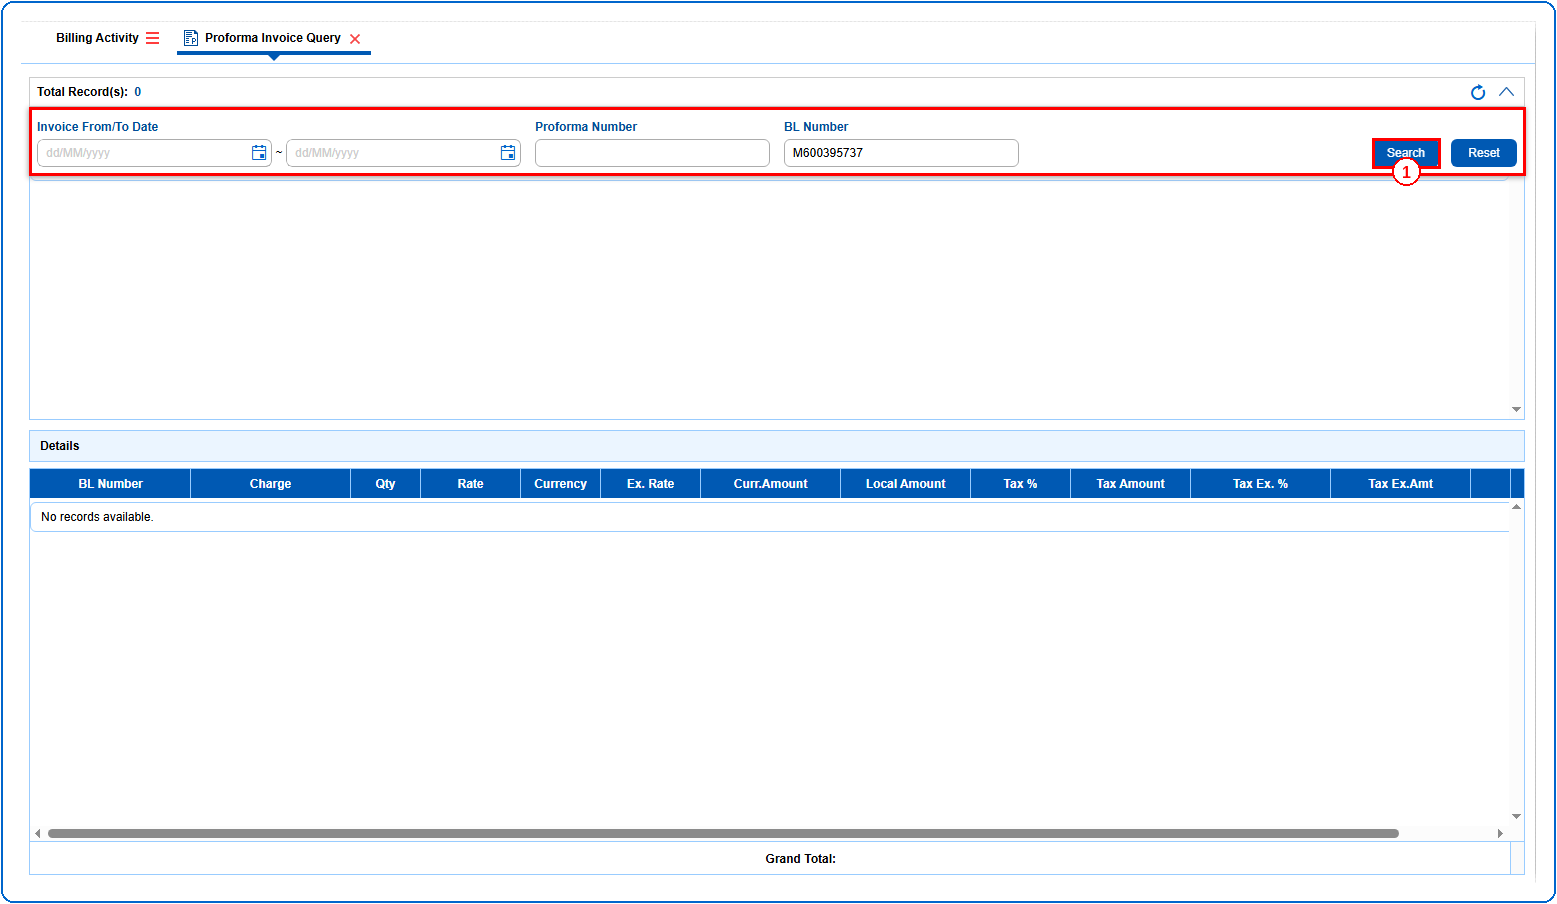 Billing Activity
Proforma Invoice Query
Total Record(s): 0
Invoice From/To Date
Proforma Number
BL Number
dd/MM/yyyy ~ dd/MM/yyyy
M600395737
Search
Reset
1
Details
BL Number Charge Qty Rate Currency Ex. Rate Curr.Amount Local Amount Tax % Tax Amount Tax Ex. % Tax Ex.Amt
No records available.
Grand Total: